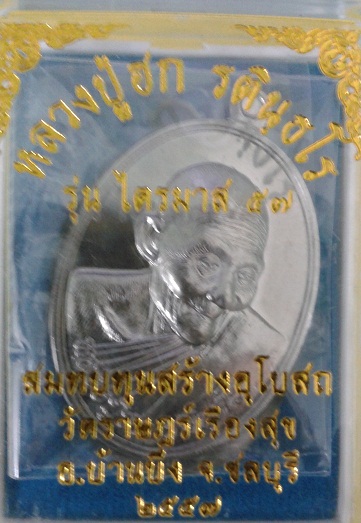 หลวงปู่ฮก รตินฺธโร
รุ่น ไตรมาส ๕๗
สมทบทุนสร้างอุโบสถ
วัดราษฎร์เรืองสุข
อ.บ้านบึง จ.ชลบุรี
๒๕๕๗